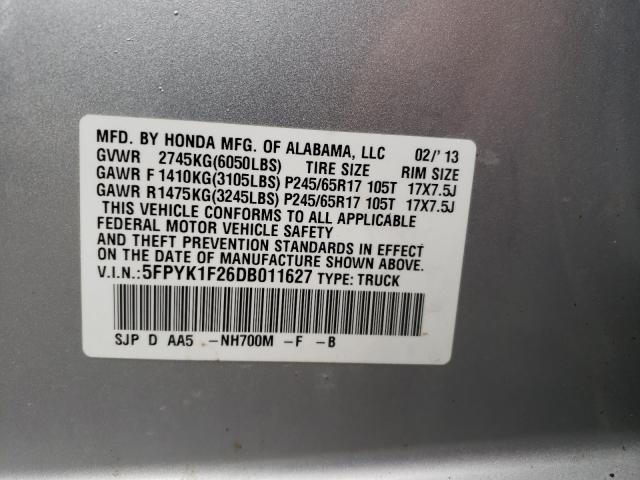 MFD. BY HONDA MFG. OF ALABAMA, LLC 02/'13
GVWR 2745KG(6050LBS) TIRE SIZE RIM SIZE
GAWR F 1410KG(3105LBS) P245/65R17 105T 17X7.5J
GAWR R1475KG(3245LBS) P245/65R17 105T 17X7.5J
THIS VEHICLE CONFORMS TO ALL APPLICABLE
FEDERAL MOTOR VEHICLE SAFETY
AND THEFT PREVENTION STANDARDS IN EFFECT
ON THE DATE OF MANUFACTURE SHOWN ABOVE.
V.I.N.:5FPYK1F26DB011627 TYPE: TRUCK
SJP D AA5 -NH700M -F -B